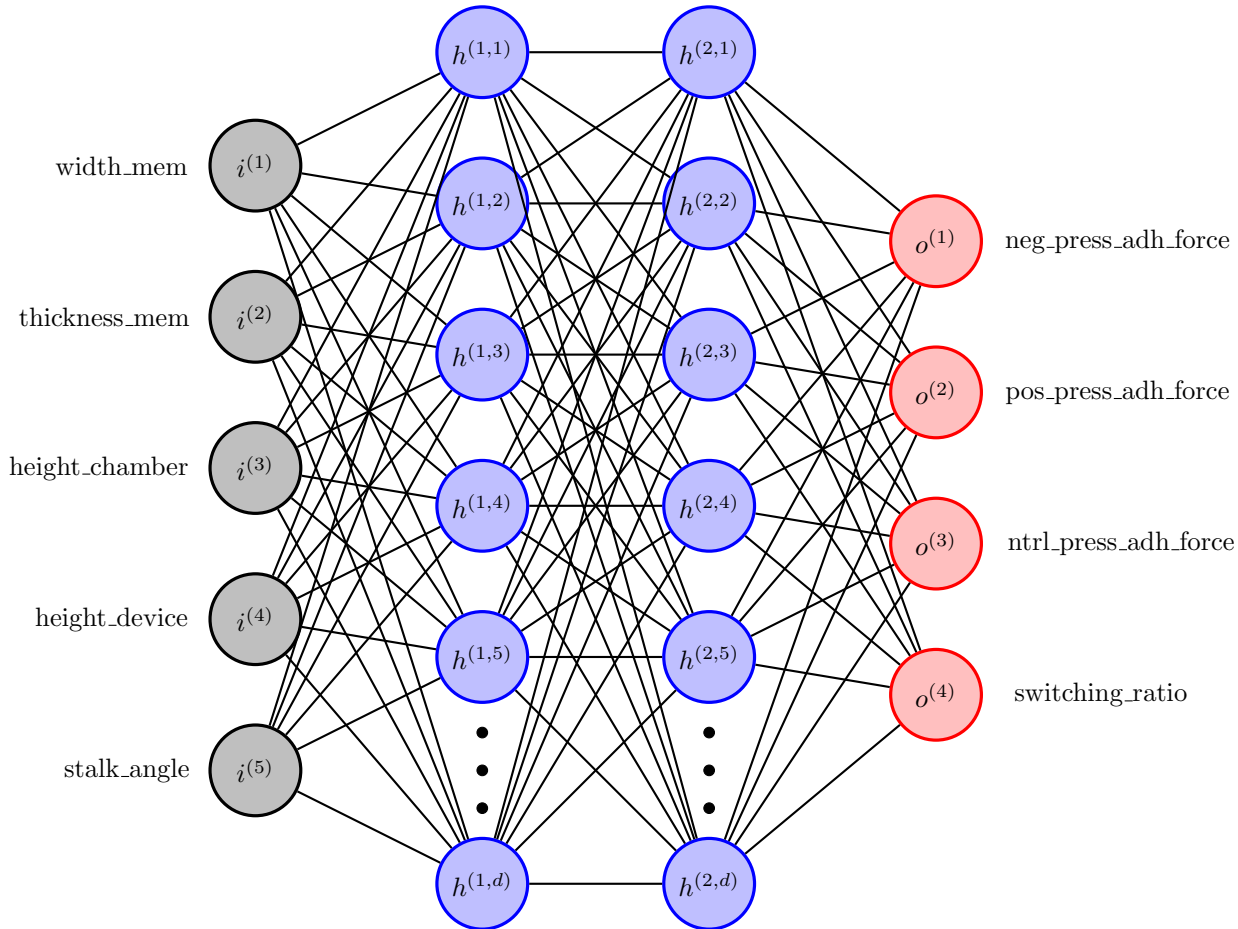 h^{(1,1)}
h^{(2,1)}
width_mem
i^{(1)}
h^{(1,2)}
h^{(2,2)}
o^{(1)}
neg_press_adh_force
thickness_mem
i^{(2)}
h^{(1,3)}
h^{(2,3)}
o^{(2)}
pos_press_adh_force
height_chamber
i^{(3)}
h^{(1,4)}
h^{(2,4)}
o^{(3)}
ntrl_press_adh_force
height_device
i^{(4)}
h^{(1,5)}
h^{(2,5)}
o^{(4)}
switching_ratio
stalk_angle
i^{(5)}
h^{(1,d)}
h^{(2,d)}